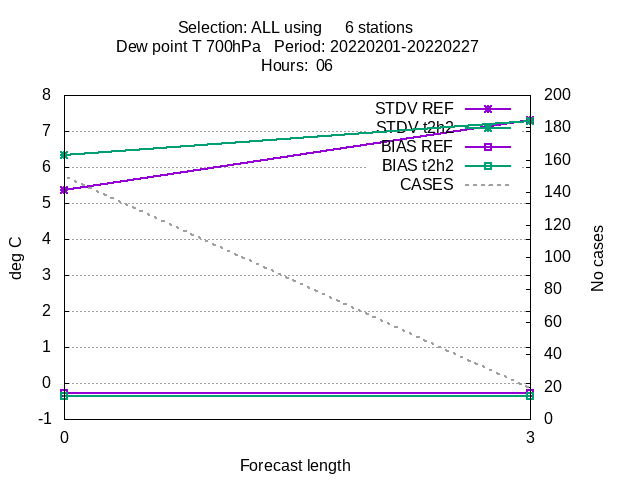 Selection: ALL using 6 stations
Dew point T 700hPa Period: 20220201-20220227
Hours: 06
8
7
6
5
4
3
2
1
0
-1
deg C
200
180
160
140
120
100
80
60
40
20
0
No cases
STDV REF
STDV t2h2
BIAS REF
BIAS t2h2
CASES
0
3
Forecast length